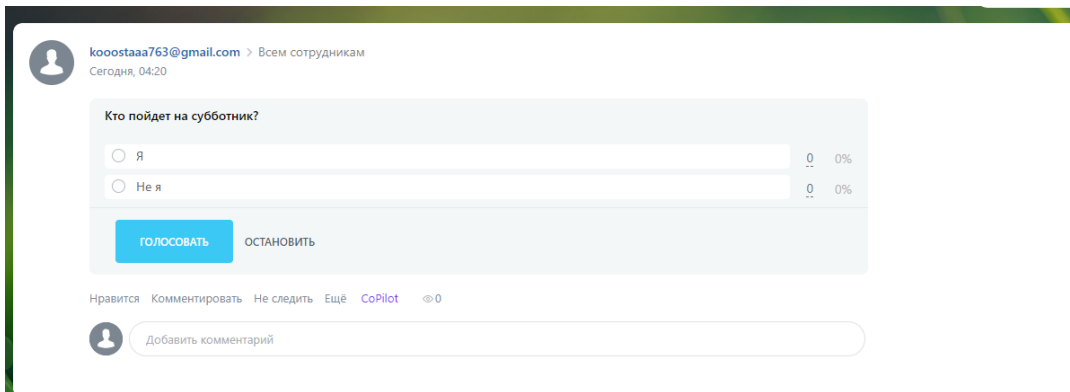 kooostaaa763@gmail.com > Всем сотрудникам
Сегодня, 04:20
Кто пойдет на субботник?
Я 0 0%
Не я 0 0%
ГОЛОСОВАТЬ ОСТАНОВИТЬ
Нравится Комментировать Не следить Ещё CoPilot 0
Добавить комментарий